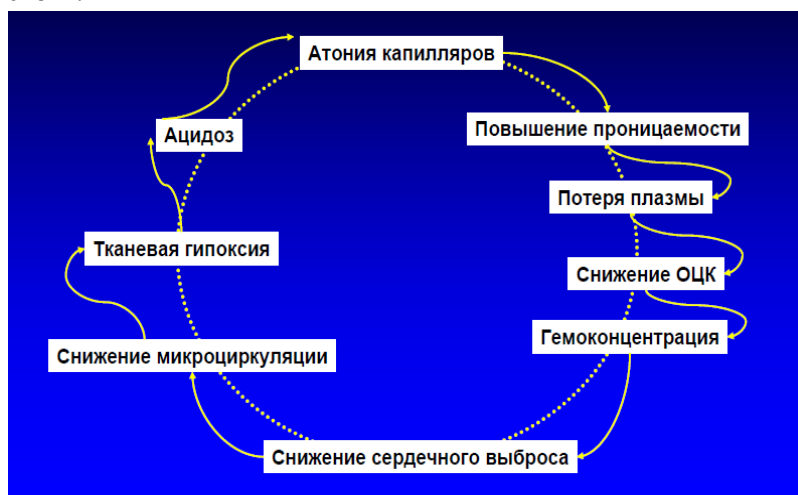 Атония капилляров
Повышение проницаемости
Потеря плазмы
Снижение ОЦК
Гемоконцентрация
Снижение сердечного выброса
Снижение микроциркуляции
Тканевая гипоксия
Ацидоз